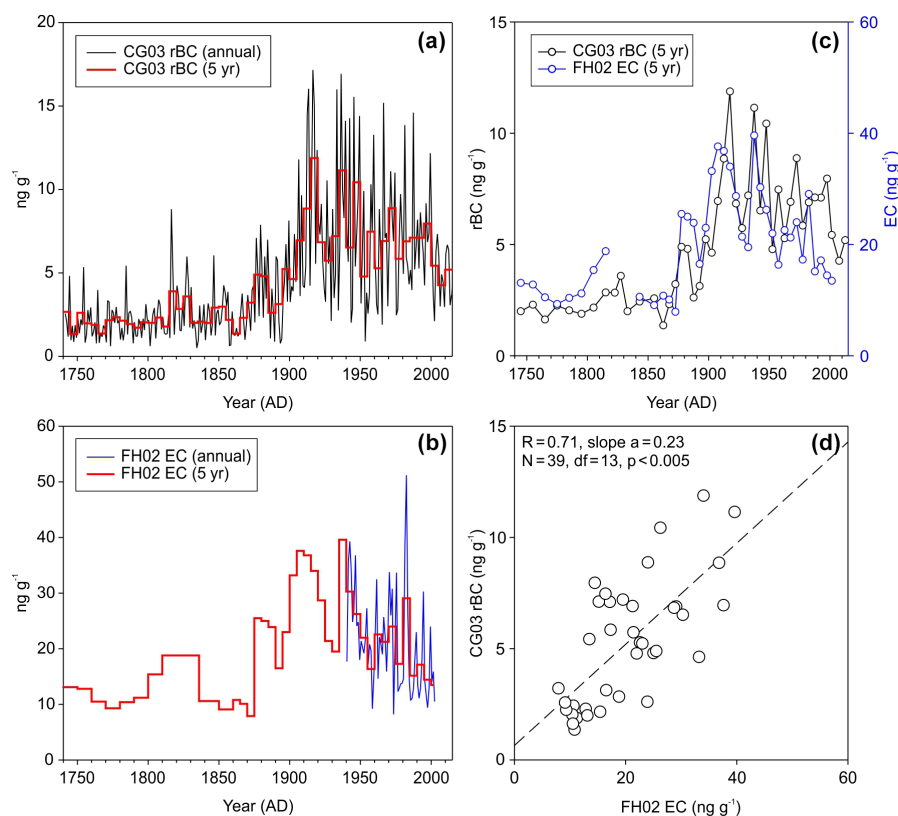 (a)
CG03 rBC (annual)
CG03 rBC (5 yr)
20
15
10
5
0
ng g⁻¹
1750 1800 1850 1900 1950 2000
Year (AD)
(c)
CG03 rBC (5 yr)
FH02 EC (5 yr)
15
10
5
0
rBC (ng g⁻¹)
60
40
20
0
EC (ng g⁻¹)
1750 1800 1850 1900 1950 2000
Year (AD)
(b)
FH02 EC (annual)
FH02 EC (5 yr)
60
50
40
30
20
10
0
ng g⁻¹
1750 1800 1850 1900 1950 2000
Year (AD)
(d)
R = 0.71, slope a = 0.23
N = 39, df = 13, p < 0.005
15
10
5
0
CG03 rBC (ng g⁻¹)
0 20 40 60
FH02 EC (ng g⁻¹)